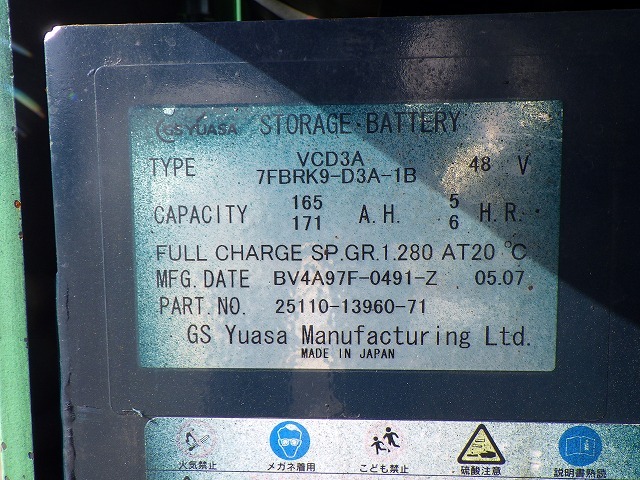 GS YUASA STORAGE·BATTERY
TYPE VCD3A 48 V
7FBRK9-D3A-1B
CAPACITY 165 A.H. 5 H.R.
171 6
FULL CHARGE SP.GR.1.280 AT20 ℃
MFG.DATE BV4A97F-0491-Z 05.07
PART.NO. 25110-13960-71
GS Yuasa Manufacturing Ltd.
MADE IN JAPAN
火気禁止 メガネ着用 こども禁止 硫酸注意 説明書熟読